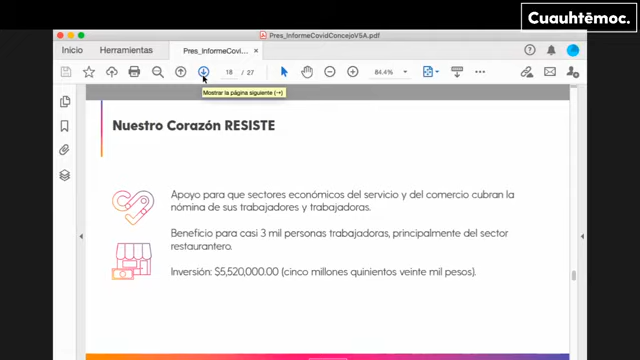 Cuauhtēmoc.
Pres_InformeCovidConcejoVSA.pdf
Inicio Herramientas Pres_InformeCovi... ×
18 / 27 84.4%
Mostrar la página siguiente (→)
Nuestro Corazón RESISTE
Apoyo para que sectores económicos del servicio y del comercio cubran la
nómina de sus trabajadores y trabajadoras.
Beneficio para casi 3 mil personas trabajadoras, principalmente del sector
restaurantero.
Inversión: $5,520,000.00 (cinco millones quinientos veinte mil pesos).